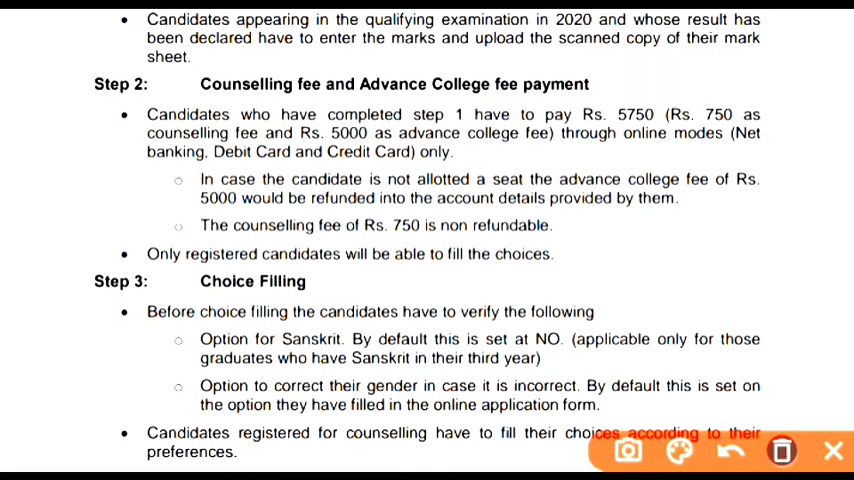 • Candidates appearing in the qualifying examination in 2020 and whose result has
been declared have to enter the marks and upload the scanned copy of their mark
sheet.
Step 2: Counselling fee and Advance College fee payment
• Candidates who have completed step 1 have to pay Rs. 5750 (Rs. 750 as
counselling fee and Rs. 5000 as advance college fee) through online modes (Net
banking, Debit Card and Credit Card) only.
○ In case the candidate is not allotted a seat the advance college fee of Rs.
5000 would be refunded into the account details provided by them.
○ The counselling fee of Rs. 750 is non refundable.
• Only registered candidates will be able to fill the choices.
Step 3: Choice Filling
• Before choice filling the candidates have to verify the following
○ Option for Sanskrit. By default this is set at NO. (applicable only for those
graduates who have Sanskrit in their third year)
○ Option to correct their gender in case it is incorrect. By default this is set on
the option they have filled in the online application form.
• Candidates registered for counselling have to fill their choices according to their
preferences.